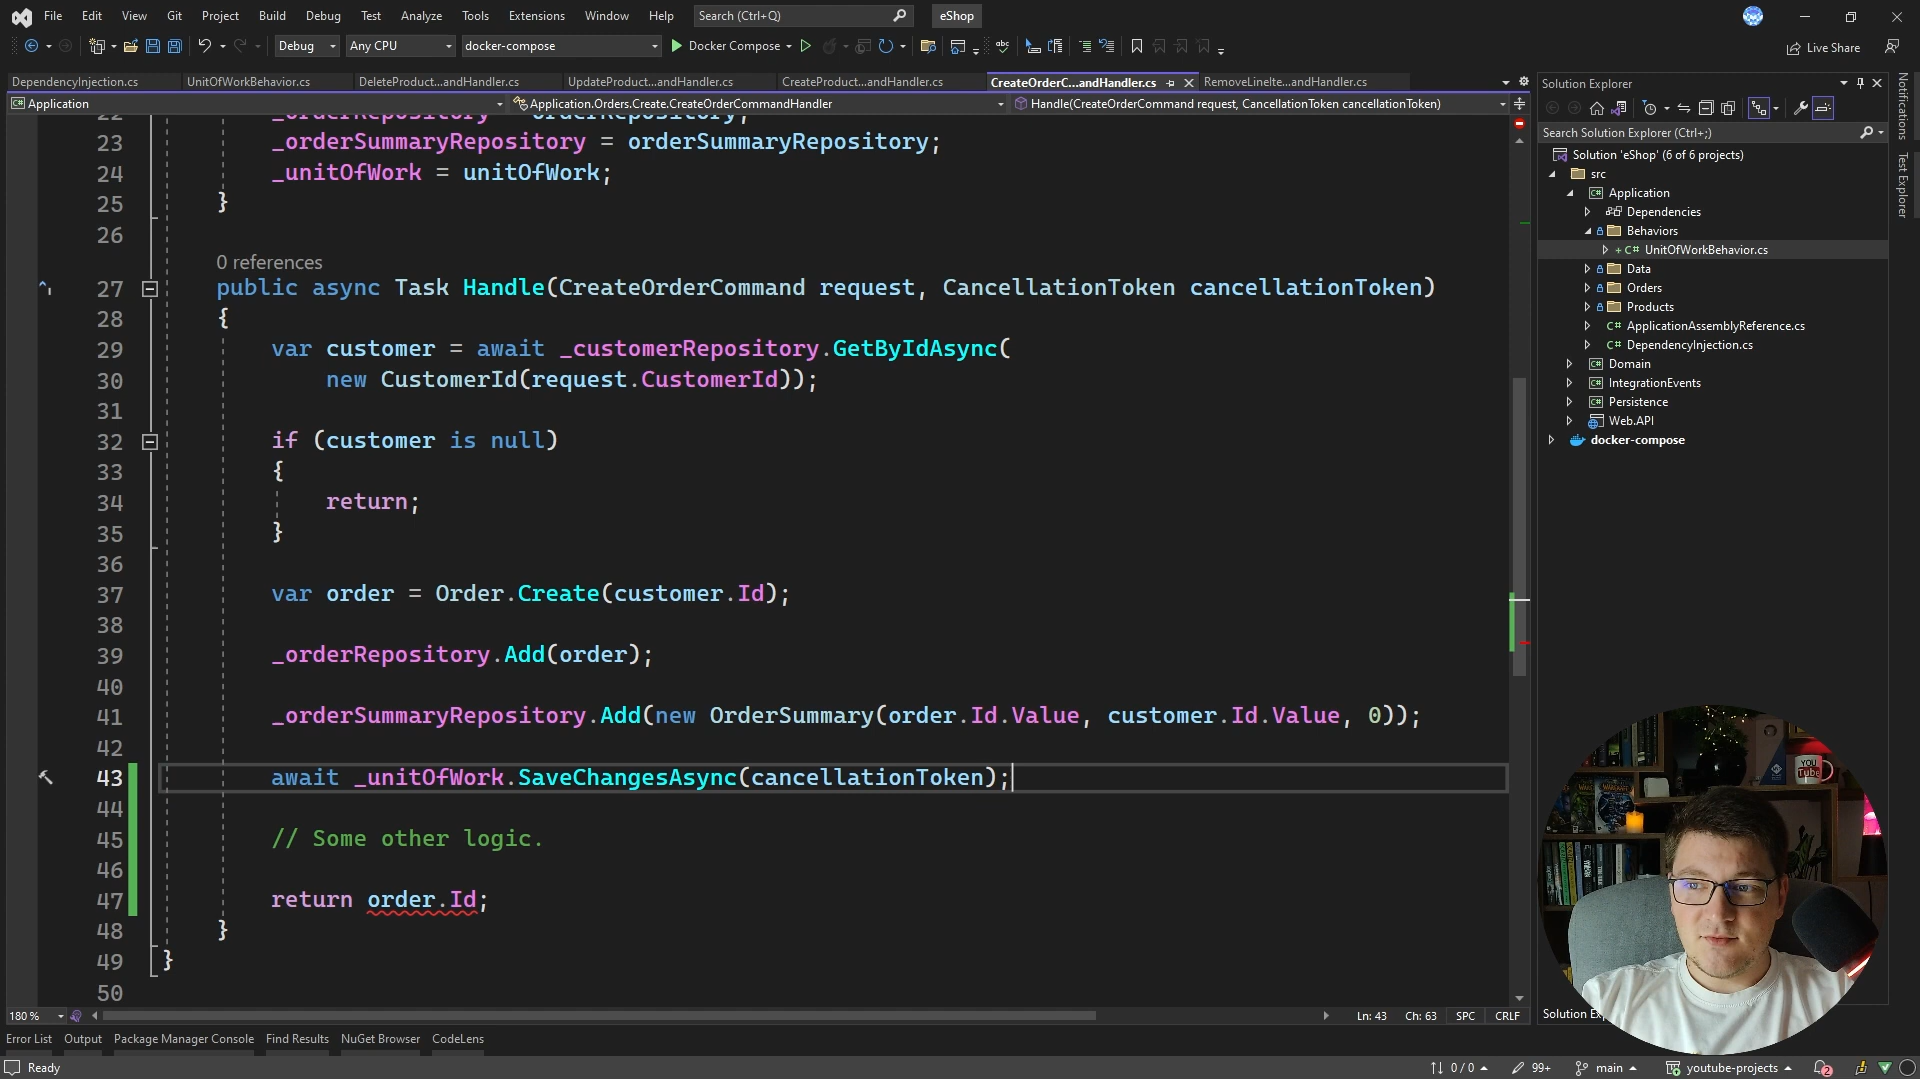 File Edit View Git Project Build Debug Test Analyze Tools Extensions Window Help Search (Ctrl+Q) eShop
Debug Any CPU docker-compose Docker Compose Live Share
DependencyInjection.cs UnitOfWorkBehavior.cs DeleteProduct...andHandler.cs UpdateProduct...andHandler.cs CreateProduct...andHandler.cs CreateOrderC...andHandler.cs RemoveLineIte...andHandler.cs
Application Application.Orders.Create.CreateOrderCommandHandler Handle(CreateOrderCommand request, CancellationToken cancellationToken)
22 _orderRepository = orderRepository;
23 _orderSummaryRepository = orderSummaryRepository;
24 _unitOfWork = unitOfWork;
25 }
26
0 references
27 public async Task Handle(CreateOrderCommand request, CancellationToken cancellationToken)
28 {
29 var customer = await _customerRepository.GetByIdAsync(
30 new CustomerId(request.CustomerId));
31
32 if (customer is null)
33 {
34 return;
35 }
36
37 var order = Order.Create(customer.Id);
38
39 _orderRepository.Add(order);
40
41 _orderSummaryRepository.Add(new OrderSummary(order.Id.Value, customer.Id.Value, 0));
42
43 await _unitOfWork.SaveChangesAsync(cancellationToken);
44
45 // Some other logic.
46
47 return order.Id;
48 }
49 }
50
180 % Ln: 43 Ch: 63 SPC CRLF
Error List Output Package Manager Console Find Results NuGet Browser CodeLens
Ready 0 / 0 99+ main youtube-projects 2
Solution Explorer
Search Solution Explorer (Ctrl+;)
Solution 'eShop' (6 of 6 projects)
src
C# Application
Dependencies
Behaviors
+ C# UnitOfWorkBehavior.cs
Data
Orders
Products
C# ApplicationAssemblyReference.cs
C# DependencyInjection.cs
C# Domain
C# IntegrationEvents
C# Persistence
Web.API
docker-compose
Solution Ex
Notifications
Test Explorer
YOU
Tube